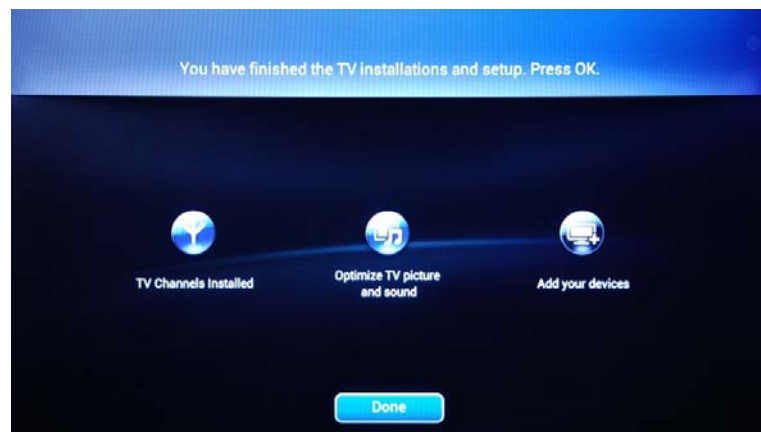 You have finished the TV installations and setup. Press OK.
TV Channels Installed
Optimize TV picture
and sound
Add your devices
Done